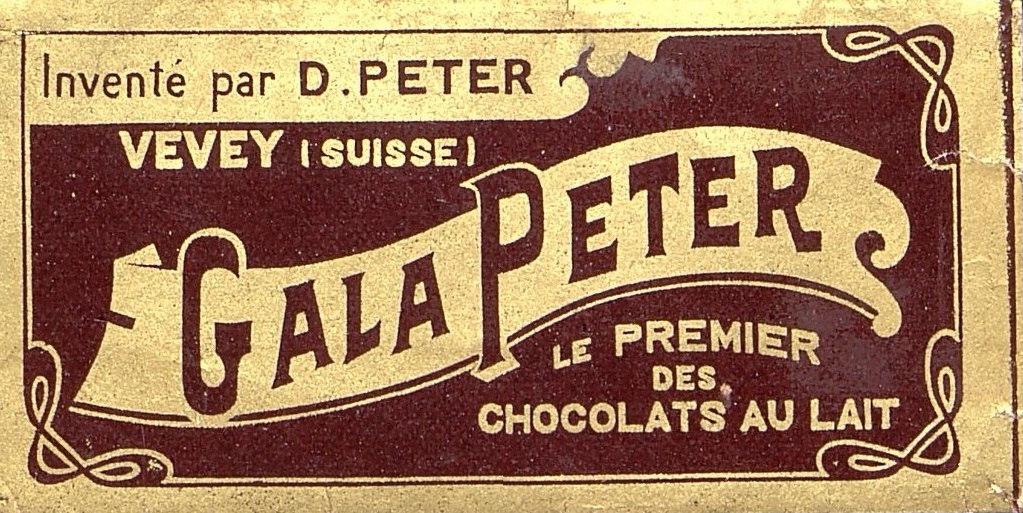 Inventé par D. PETER
VEVEY (SUISSE)
GALA PETER
LE PREMIER
DES
CHOCOLATS AU LAIT